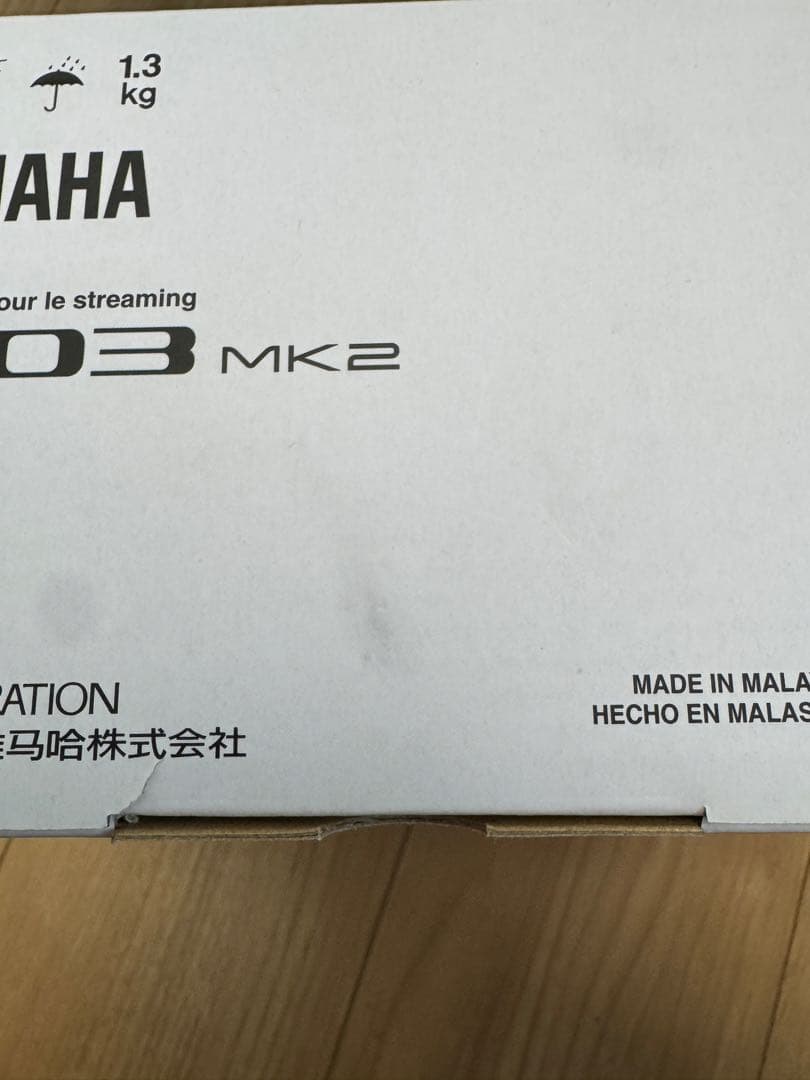 1.3
kg
AHA
our le streaming
03 MK2
ATION
马哈株式会社
MADE IN MALA
HECHO EN MALAS